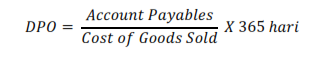 DPO = Account Payables / Cost of Goods Sold X 365 hari